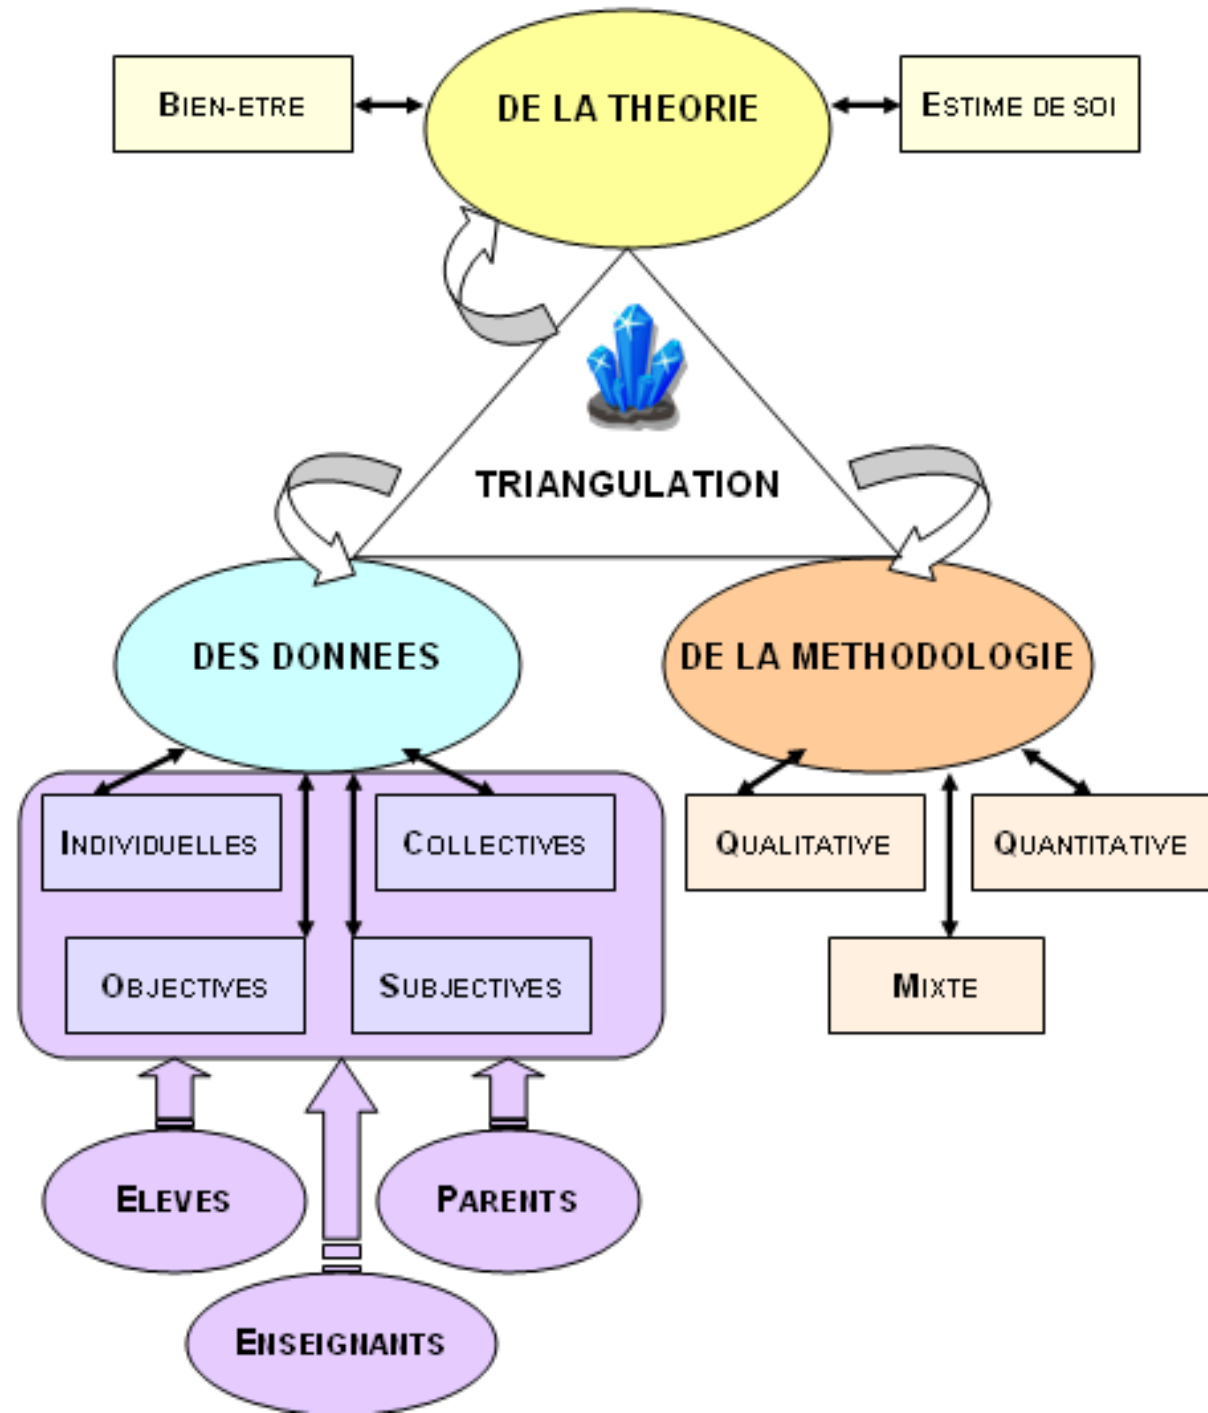 BIEN-ETRE
DE LA THEORIE
ESTIME DE SOI
TRIANGULATION
DES DONNEES
DE LA METHODOLOGIE
INDIVIDUELLES
COLLECTIVES
QUALITATIVE
QUANTITATIVE
OBJECTIVES
SUBJECTIVES
MIXTE
ELEVES
PARENTS
ENSEIGNANTS